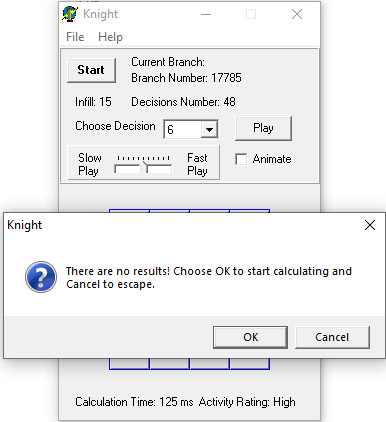 Knight
File Help
Start
Current Branch:
Branch Number: 17785
Infill: 15 Decisions Number: 48
Choose Decision 6 Play
Slow Play
Fast Play
Animate
Knight
There are no results! Choose OK to start calculating and
Cancel to escape.
OK Cancel
Calculation Time: 125 ms Activity Rating: High